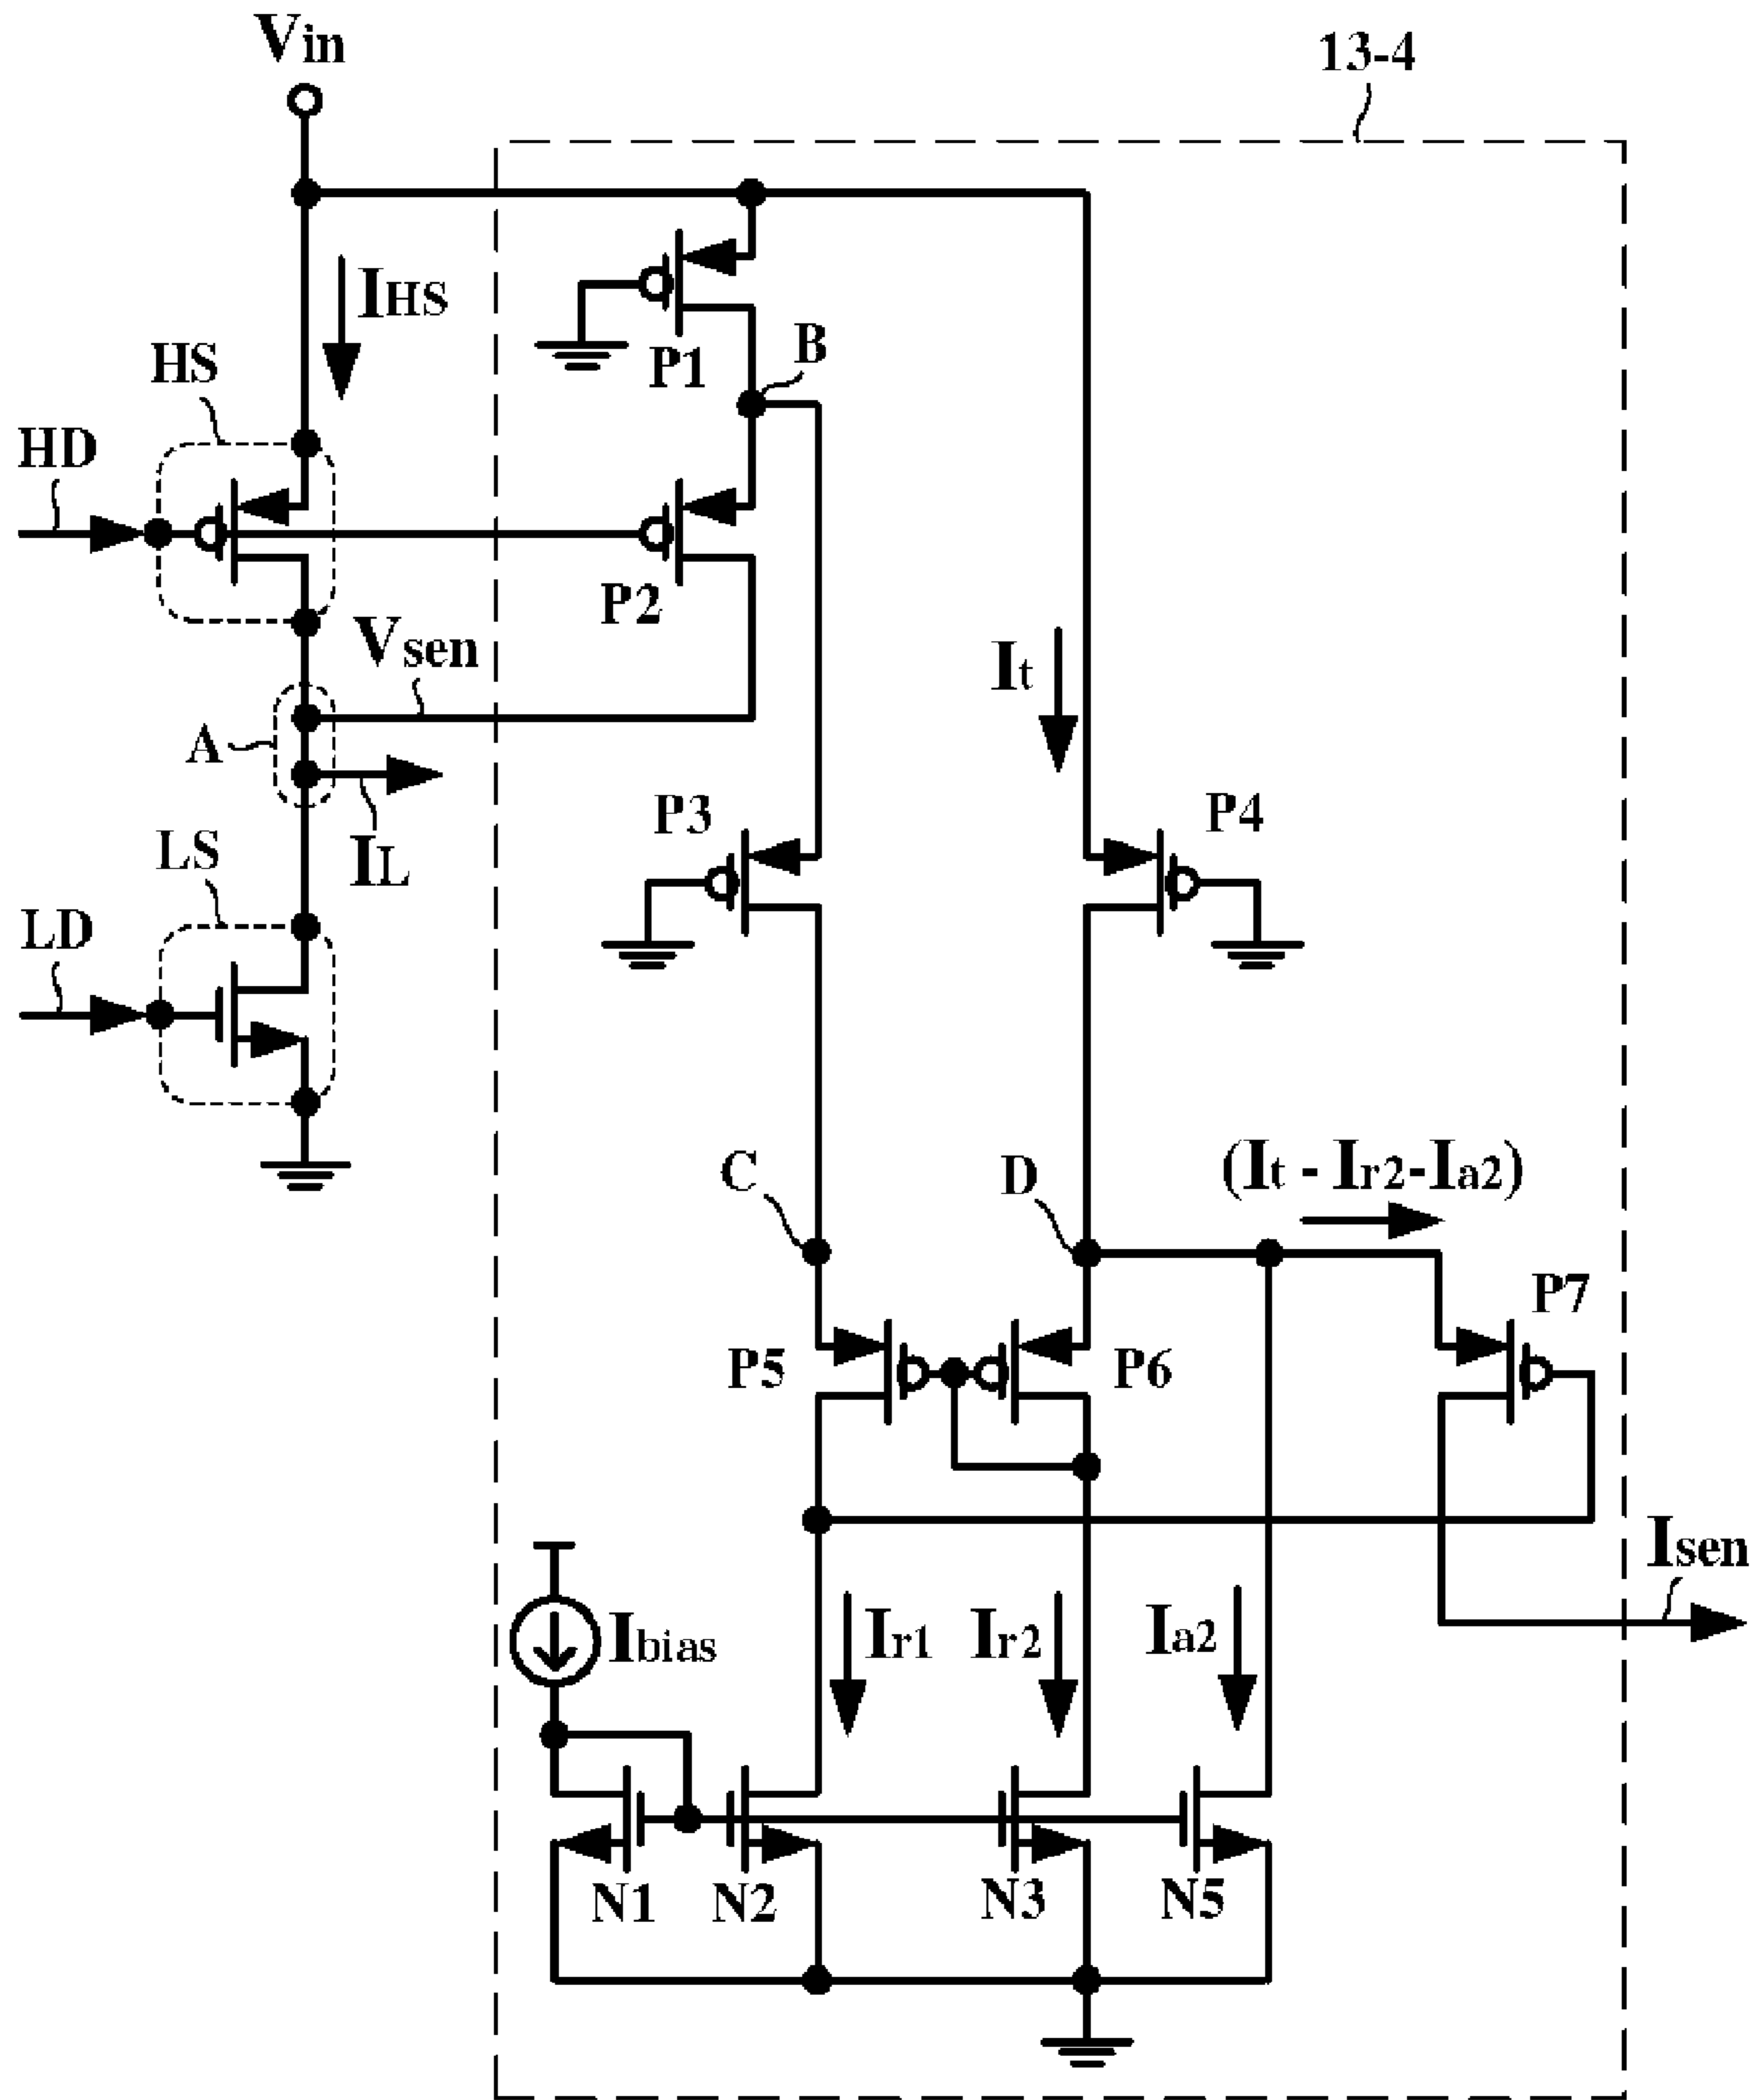 Vin
13-4
IHS
P1
B
HS
HD
P2
Vsen
It
A
P3
P4
LS
IL
LD
C
D
(It - Ir2-Ia2)
P7
P5
P6
Isen
Ibias
Ir1
Ir2
Ia2
N1
N2
N3
N5